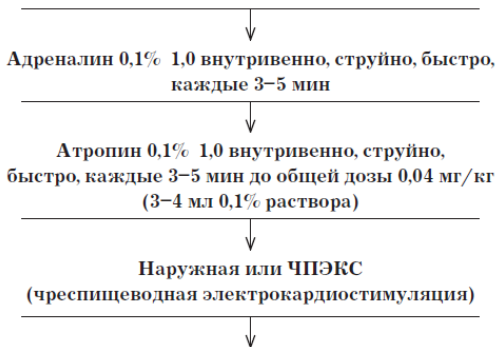 Адреналин 0,1% 1,0 внутривенно, струйно, быстро,
каждые 3–5 мин
Атропин 0,1% 1,0 внутривенно, струйно,
быстро, каждые 3–5 мин до общей дозы 0,04 мг/кг
(3–4 мл 0,1% раствора)
Наружная или ЧПЭКС
(чреспищеводная электрокардиостимуляция)